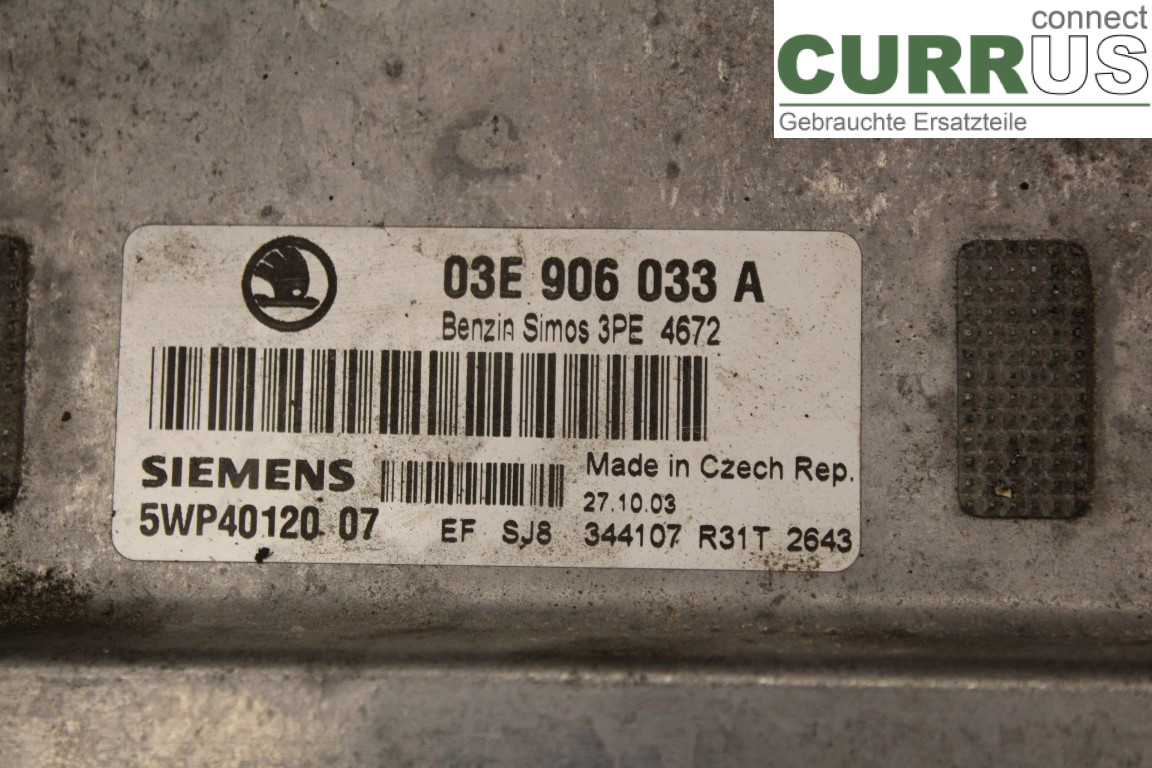 connect
CURRUS
Gebrauchte Ersatzteile
03E 906 033 A
Benzin Simos 3PE 4672
SIEMENS
Made in Czech Rep.
27.10.03
5WP40120 07
EF SJ8 344107 R31T 2643